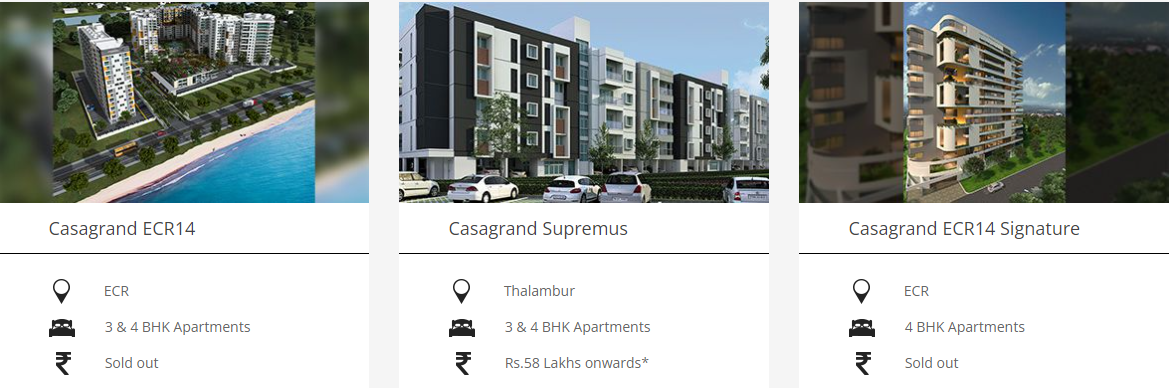 Casagrand ECR14
ECR
3 & 4 BHK Apartments
Sold out
Casagrand Supremus
Thalambur
3 & 4 BHK Apartments
Rs.58 Lakhs onwards*
Casagrand ECR14 Signature
ECR
4 BHK Apartments
Sold out